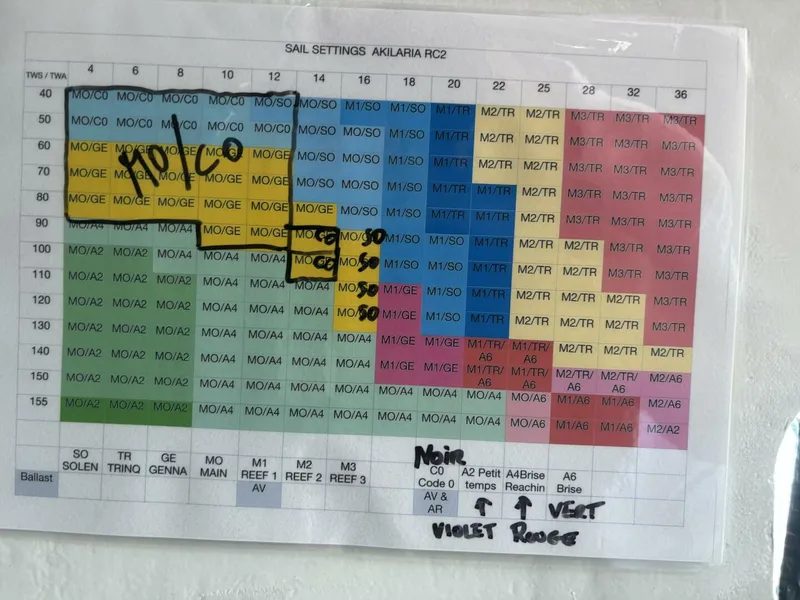 SAIL SETTINGS AKILARIA RC2
TWS / TWA 4 6 8 10 12 14 16 18 20 22 25 28 32 36
40 MO/C0 MO/C0 MO/C0 MO/C0 MO/SO MO/SO M1/SO M1/SO M1/TR M2/TR M2/TR M3/TR M3/TR M3/TR
50 MO/C0 MO/C0 MO/C0 MO/C0 MO/C0 MO/SO M1/SO M1/SO M1/TR M2/TR M2/TR M3/TR M3/TR M3/TR
60 MO/GE MO/GE MO/GE MO/GE MO/GE MO/SO MO/SO MO/SO M1/TR M2/TR M2/TR M3/TR M3/TR M3/TR
MO/CO
70 MO/GE MO/GE MO/GE MO/GE MO/GE MO/SO MO/SO MO/SO M1/TR M1/TR M2/TR M3/TR M3/TR M3/TR
80 MO/GE MO/GE MO/GE MO/GE MO/GE MO/GE MO/SO M1/SO M1/TR M1/TR M2/TR M3/TR M3/TR M3/TR
90 MO/A4 MO/A4 MO/A4 MO/GE MO/GE CO SO M1/SO M1/SO M1/TR M2/TR M2/TR M3/TR M3/TR
100 MO/A2 MO/A2 MO/A4 MO/A4 MO/A4 CO SO M1/SO M1/SO M1/TR M2/TR M2/TR M3/TR M3/TR
110 MO/A2 MO/A2 MO/A4 MO/A4 MO/A4 MO/A4 SO M1/GE M1/SO M1/TR M2/TR M2/TR M2/TR M3/TR
120 MO/A2 MO/A2 MO/A4 MO/A4 MO/A4 MO/A4 SO M1/GE M1/SO M1/TR M2/TR M2/TR M2/TR M3/TR
130 MO/A2 MO/A2 MO/A4 MO/A4 MO/A4 MO/A4 MO/A4 M1/GE M1/GE M1/TR/A6 M1/TR/A6 M2/TR M2/TR M2/TR
140 MO/A2 MO/A2 MO/A2 MO/A4 MO/A4 MO/A4 MO/A4 M1/GE M1/GE M1/TR/A6 M1/TR/A6 M2/TR/A6 M2/TR/A6 M2/A6
150 MO/A2 MO/A2 MO/A2 MO/A4 MO/A4 MO/A4 MO/A4 MO/A4 MO/A4 MO/A4 MO/A6 M1/A6 M1/A6 M2/A6
155 MO/A2 MO/A2 MO/A2 MO/A4 MO/A4 MO/A4 MO/A4 MO/A4 MO/A4 MO/A4 MO/A6 M1/A6 M1/A6 M2/A2
NOIR
SO TR GE MO M1 M2 M3 C0 A2 Petit A4Brise A6
SOLEN TRINQ GENNA MAIN REEF 1 REEF 2 REEF 3 Code 0 temps Reachin Brise
Ballast AV AV & AR
↑ ↑ VERT
VIOLET ROUGE